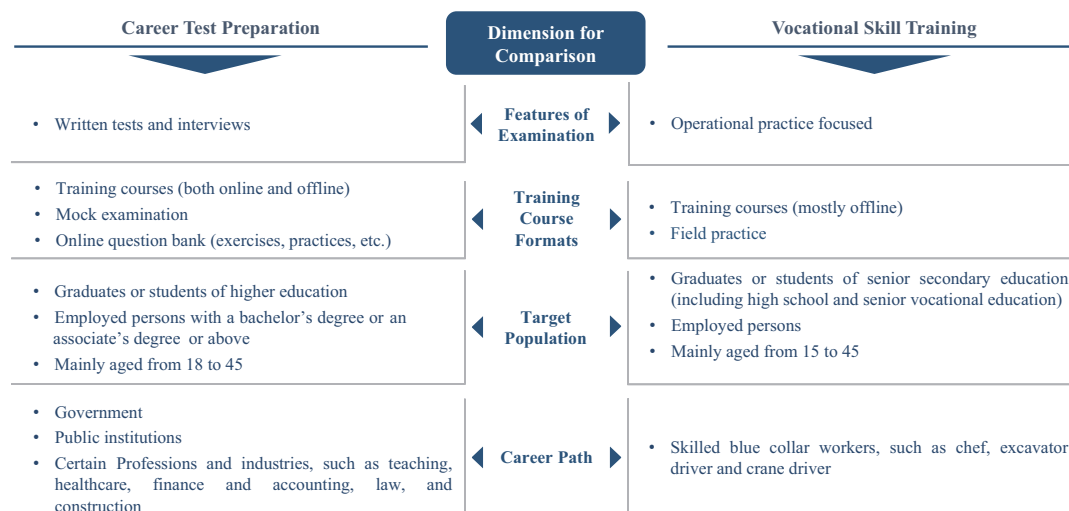 Career Test Preparation
Dimension for
Comparison
Vocational Skill Training
• Written tests and interviews
Features of
Examination
• Operational practice focused
• Training courses (both online and offline)
• Mock examination
• Online question bank (exercises, practices, etc.)
Training
Course
Formats
• Training courses (mostly offline)
• Field practice
• Graduates or students of higher education
• Employed persons with a bachelor’s degree or an
associate’s degree or above
• Mainly aged from 18 to 45
Target
Population
• Graduates or students of senior secondary education
(including high school and senior vocational education)
• Employed persons
• Mainly aged from 15 to 45
• Government
• Public institutions
• Certain Professions and industries, such as teaching,
healthcare, finance and accounting, law, and
construction
Career Path
• Skilled blue collar workers, such as chef, excavator
driver and crane driver